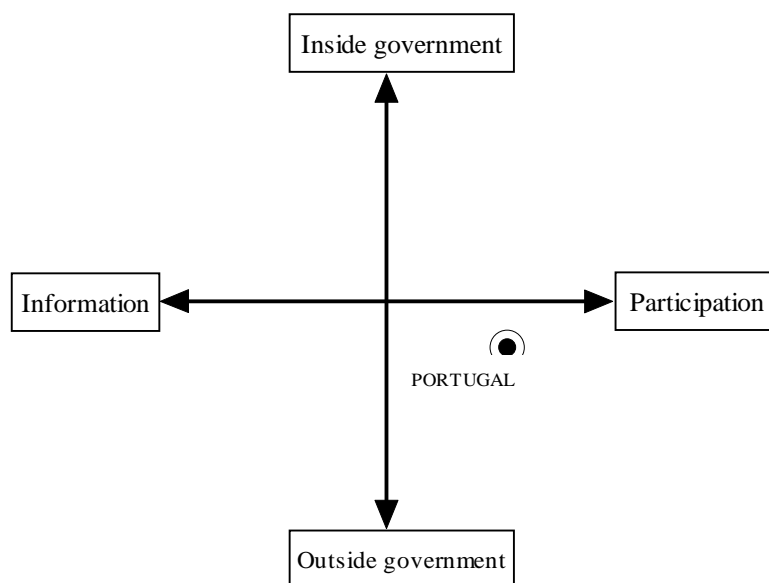 Inside government
Information
Participation
PORTUGAL
Outside government